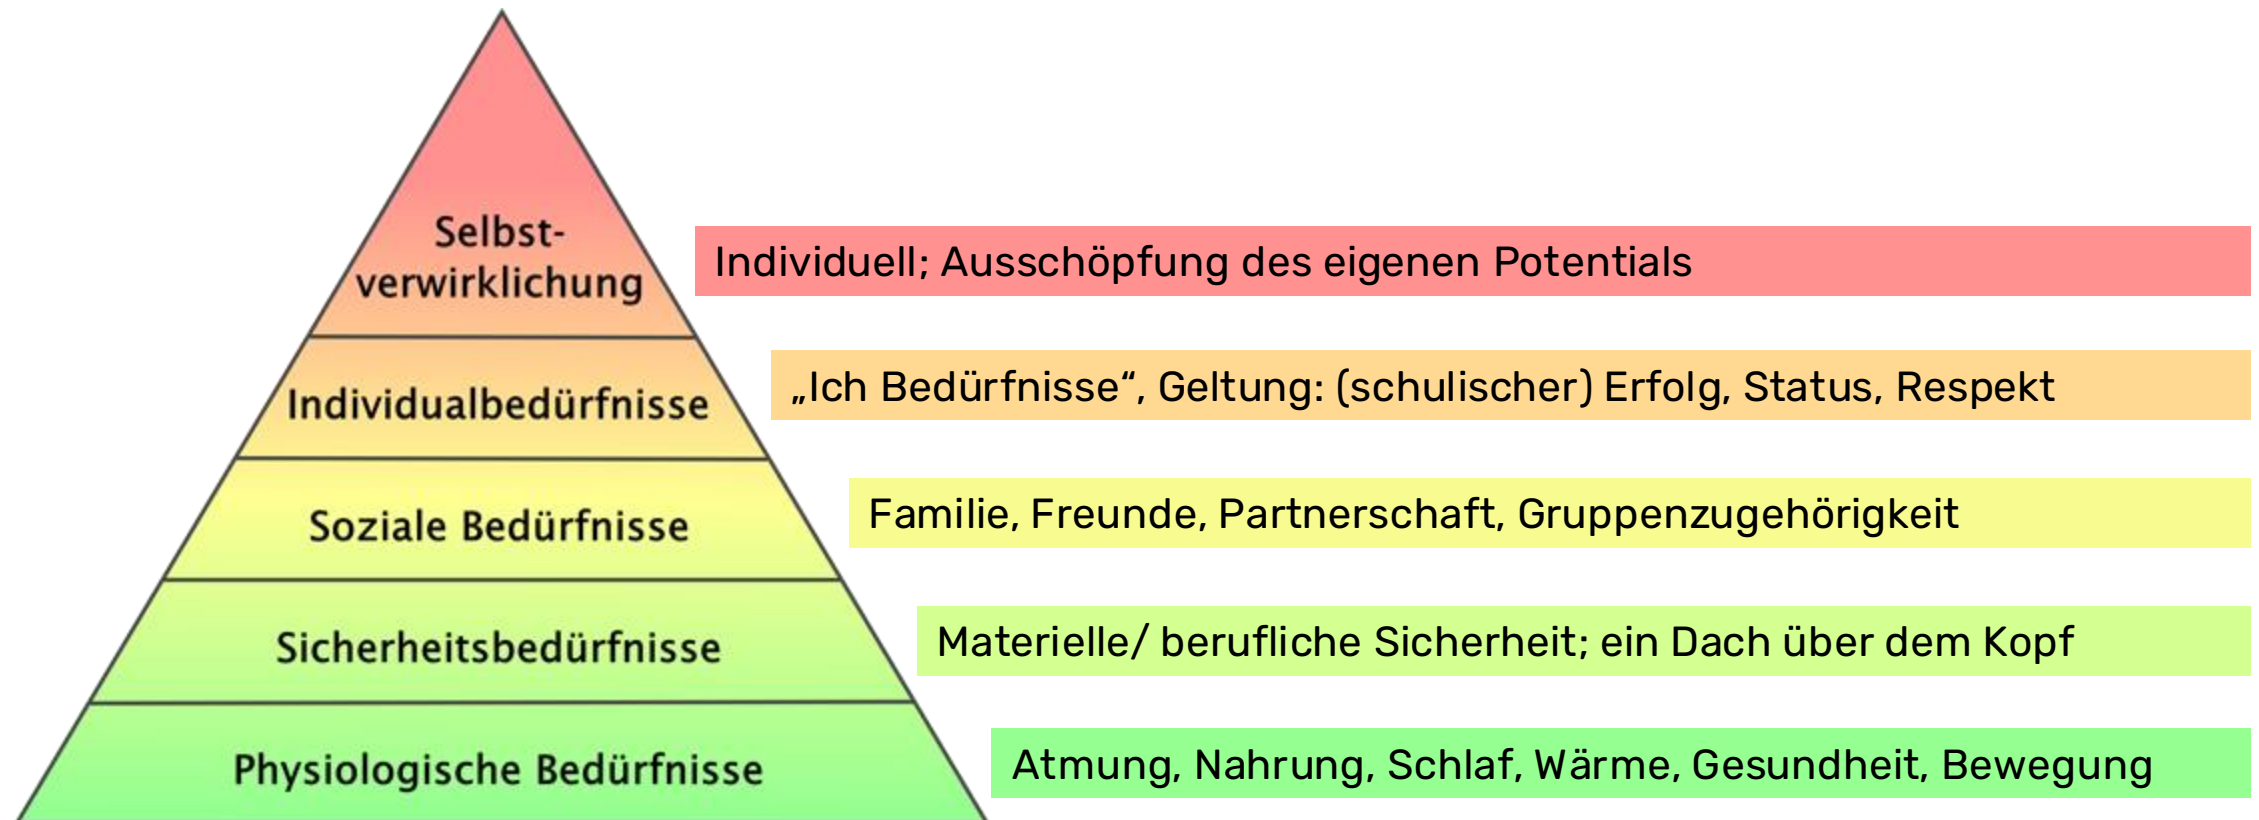 Selbst-
verwirklichung
Individuell; Ausschöpfung des eigenen Potentials
Individualbedürfnisse
„Ich Bedürfnisse“, Geltung: (schulischer) Erfolg, Status, Respekt
Soziale Bedürfnisse
Familie, Freunde, Partnerschaft, Gruppenzugehörigkeit
Sicherheitsbedürfnisse
Materielle/ berufliche Sicherheit; ein Dach über dem Kopf
Physiologische Bedürfnisse
Atmung, Nahrung, Schlaf, Wärme, Gesundheit, Bewegung